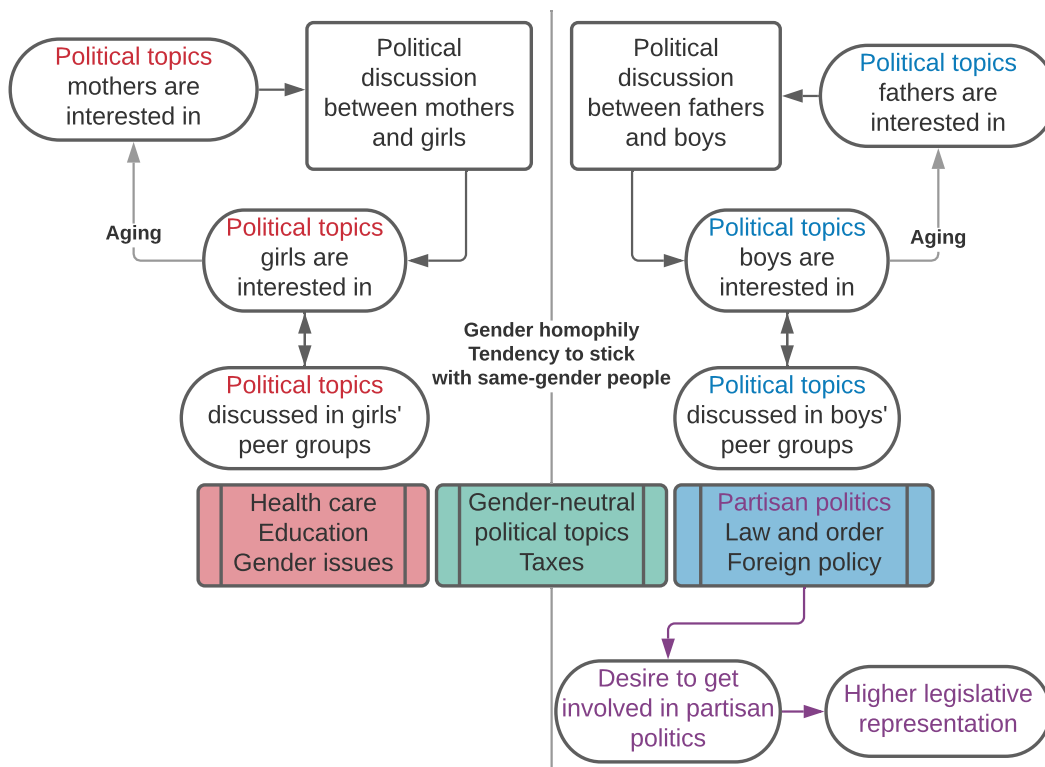 Political topics
mothers are
interested in
Political
discussion
between mothers
and girls
Political
discussion
between fathers
and boys
Political topics
fathers are
interested in
Aging
Political topics
girls are
interested in
Political topics
boys are
interested in
Aging
Gender homophily
Tendency to stick
with same-gender people
Political topics
discussed in girls'
peer groups
Political topics
discussed in boys'
peer groups
Health care
Education
Gender issues
Gender-neutral
political topics
Taxes
Partisan politics
Law and order
Foreign policy
Desire to get
involved in partisan
politics
Higher legislative
representation